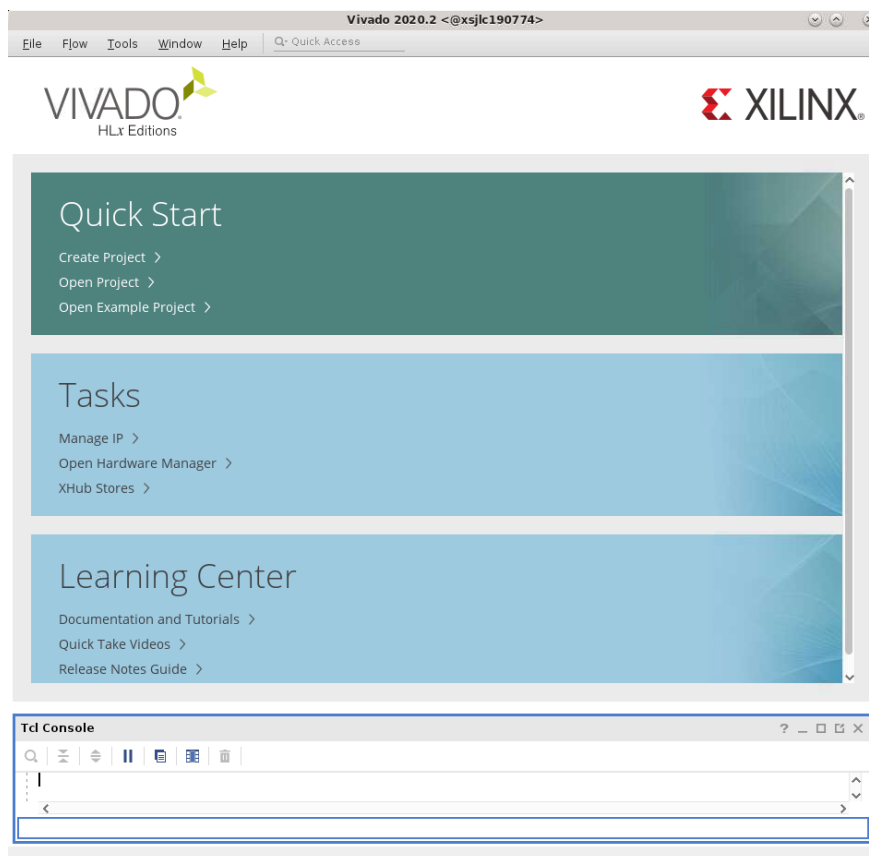 Vivado 2020.2 <@xsjlc190774>
File Flow Tools Window Help Quick Access
VIVADO.
HLx Editions
XILINX®
Quick Start
Create Project >
Open Project >
Open Example Project >
Tasks
Manage IP >
Open Hardware Manager >
XHub Stores >
Learning Center
Documentation and Tutorials >
Quick Take Videos >
Release Notes Guide >
Tcl Console